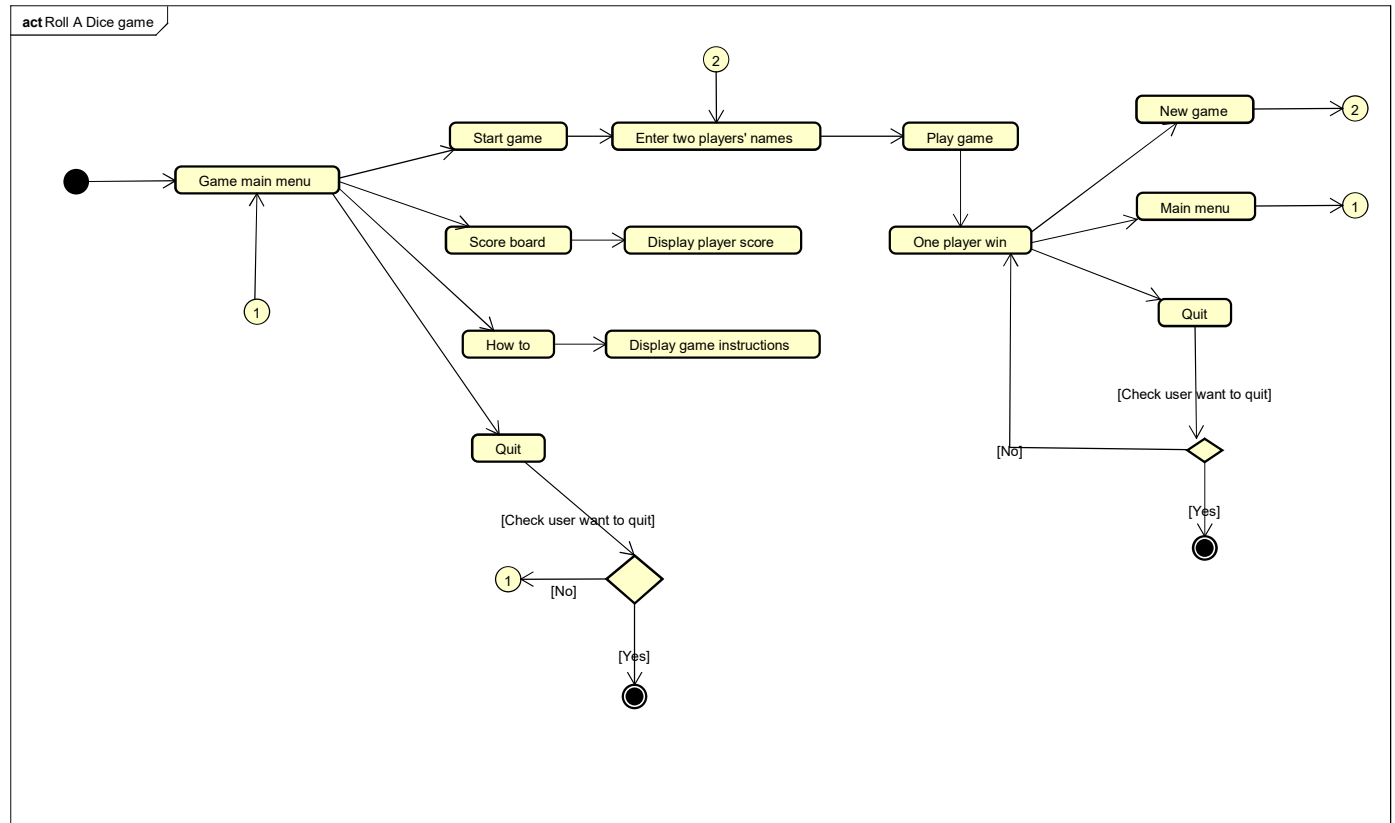 act Roll A Dice game
2
New game
2
Start game
Enter two players' names
Play game
Game main menu
Main menu
1
Score board
Display player score
One player win
1
Quit
How to
Display game instructions
[Check user want to quit]
Quit
[No]
[Yes]
[Check user want to quit]
1
[No]
[Yes]